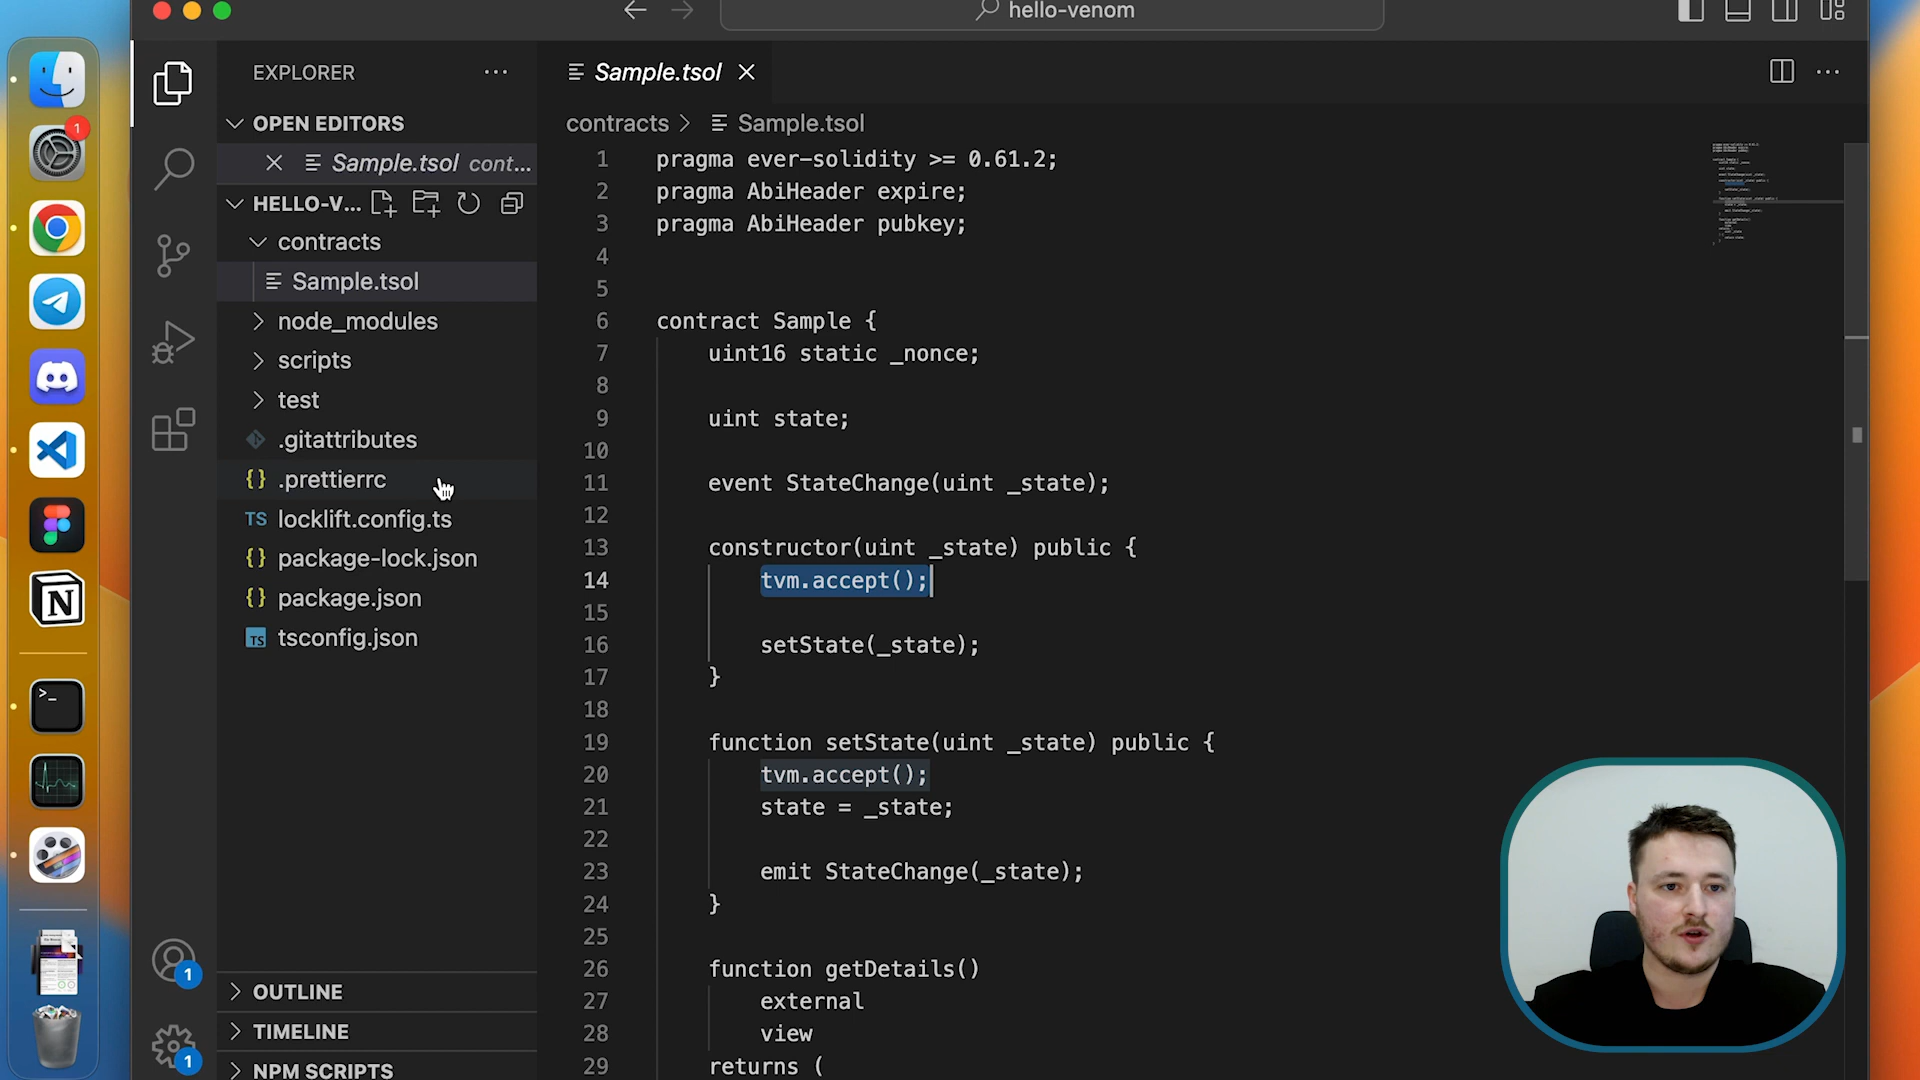 hello-venom
EXPLORER
Sample.tsol
OPEN EDITORS
Sample.tsol cont...
HELLO-V...
contracts
Sample.tsol
node_modules
scripts
test
.gitattributes
.prettierrc
TS locklift.config.ts
package-lock.json
package.json
TS tsconfig.json
OUTLINE
TIMELINE
NPM SCRIPTS
1
1
1
contracts > Sample.tsol
1 pragma ever-solidity >= 0.61.2;
2 pragma AbiHeader expire;
3 pragma AbiHeader pubkey;
4
5
6 contract Sample {
7 uint16 static _nonce;
8
9 uint state;
10
11 event StateChange(uint _state);
12
13 constructor(uint _state) public {
14 tvm.accept();
15
16 setState(_state);
17 }
18
19 function setState(uint _state) public {
20 tvm.accept();
21 state = _state;
22
23 emit StateChange(_state);
24 }
25
26 function getDetails()
27 external
28 view
29 returns (